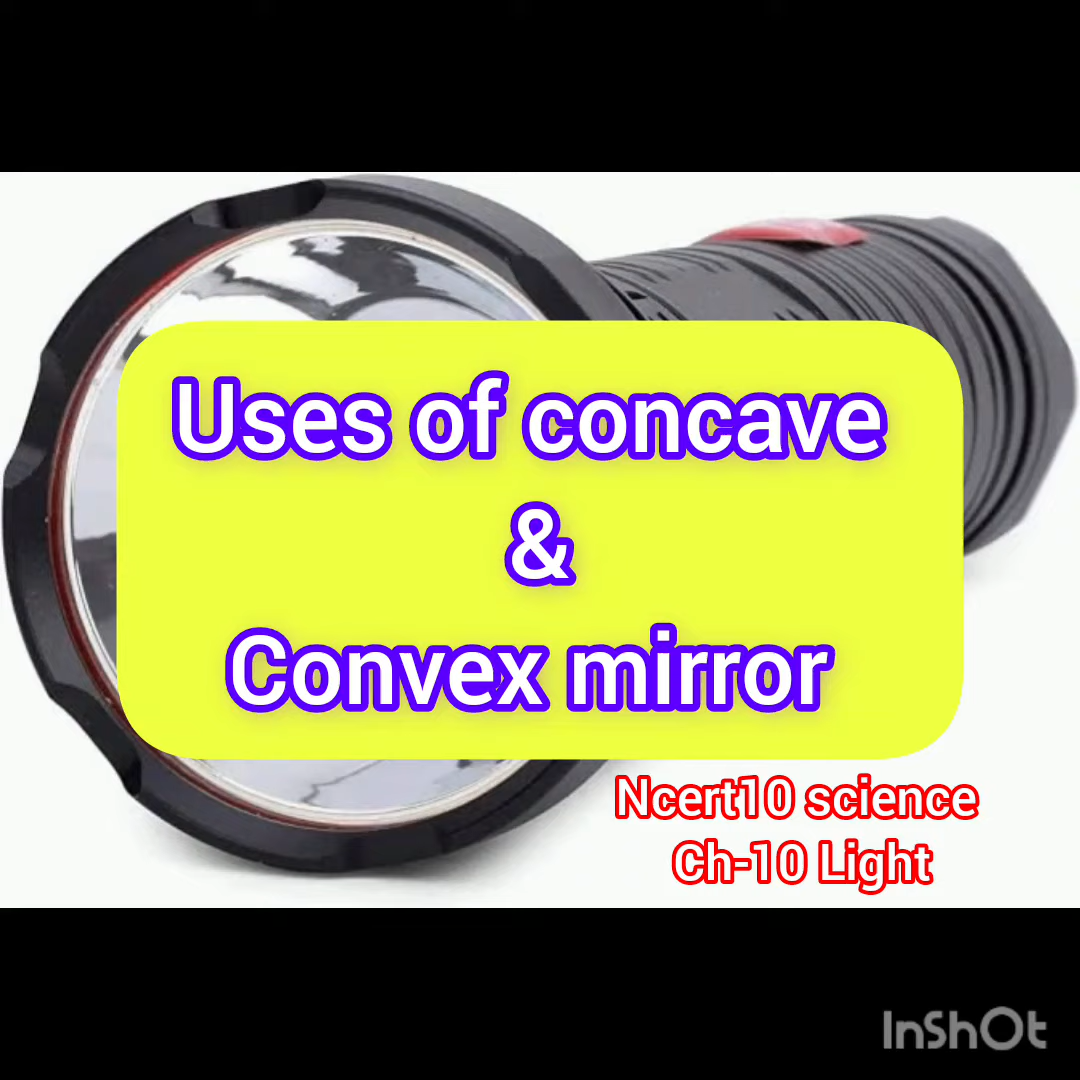 Uses of concave
&
Convex mirror
Ncert10 science
Ch-10 Light
InShOt